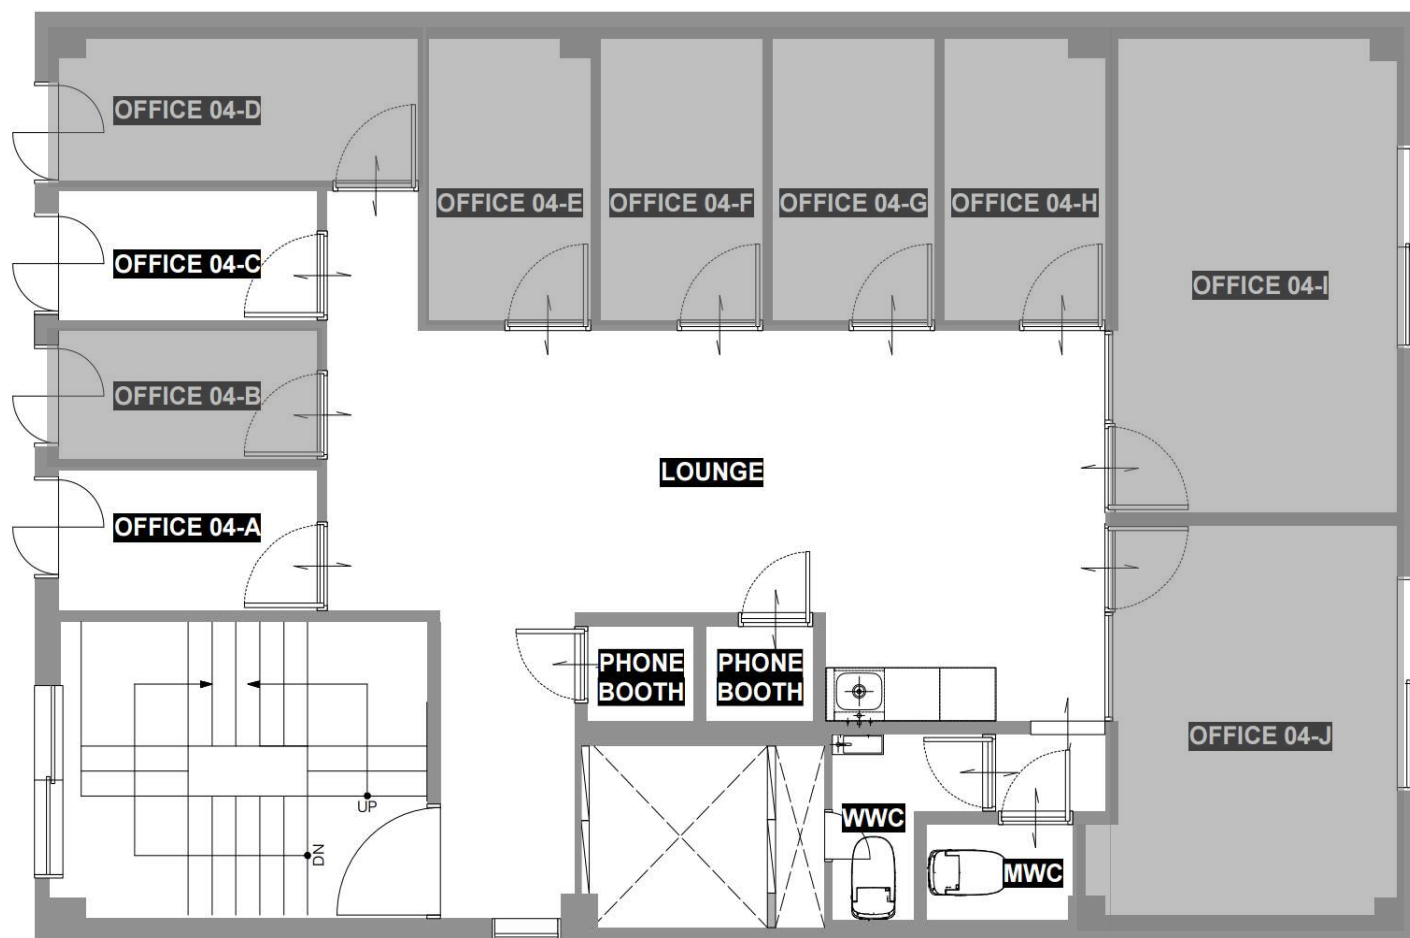 OFFICE 04-D
OFFICE 04-E
OFFICE 04-F
OFFICE 04-G
OFFICE 04-H
OFFICE 04-C
OFFICE 04-I
OFFICE 04-B
LOUNGE
OFFICE 04-A
PHONE
BOOTH
PHONE
BOOTH
OFFICE 04-J
UP
DN
WWC
MWC